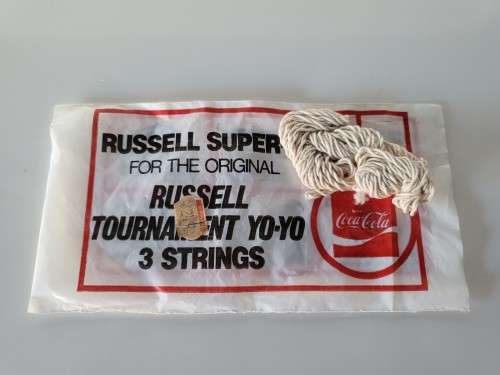 RUSSELL SUPER-
FOR THE ORIGINAL
RUSSELL
TOURNAMENT YO-YO
3 STRINGS
Coca-Cola